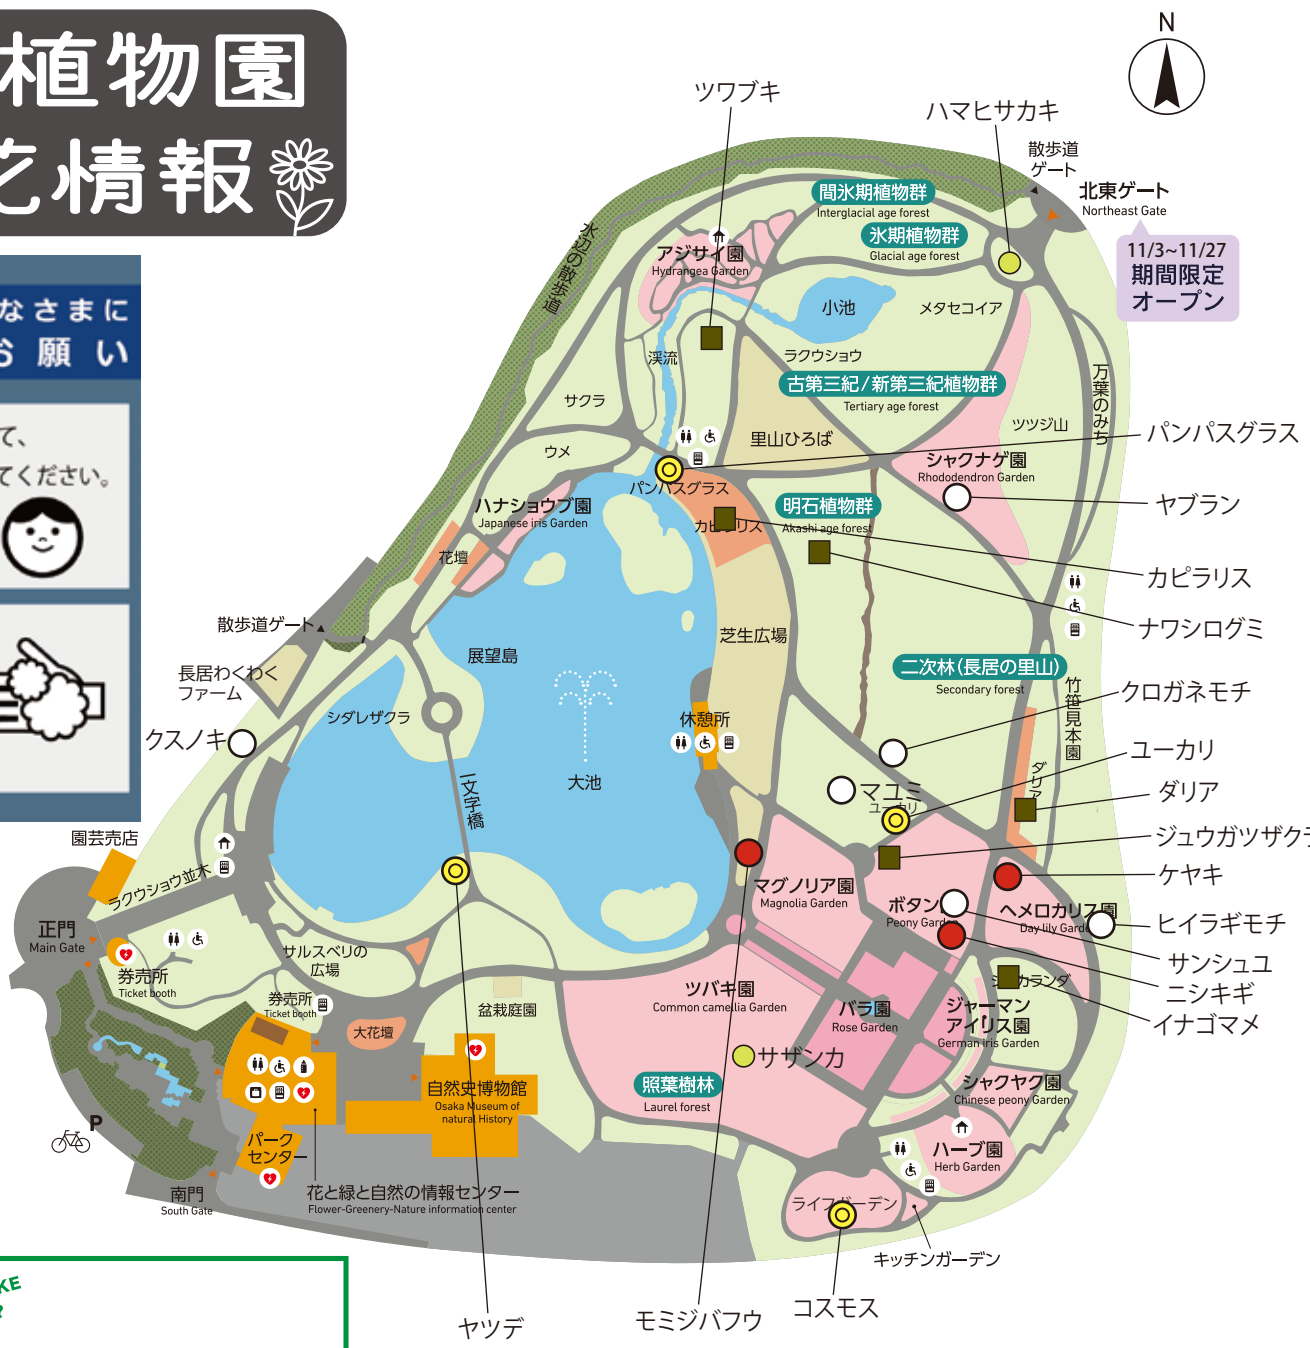 植物園
花情報
なさまに
お願い
て、
てください。
N
ツワブキ
ハマヒサカキ
散歩道
ゲート
北東ゲート
Northeast Gate
11/3~11/27
期間限定
オープン
間氷期植物群
Interglacial age forest
氷期植物群
Glacial age forest
水辺の散歩道
アジサイ園
Hydrangea Garden
小池
メタセコイア
渓流
ラクウショウ
古第三紀/新第三紀植物群
Tertiary age forest
万葉のみち
サクラ
ツツジ山
里山ひろば
パンパスグラス
ウメ
シャクナゲ園
Rhododendron Garden
パンパスグラス
ハナショウブ園
Japanese iris Garden
明石植物群
Akashi age forest
ヤブラン
カピラリス
花壇
カピラリス
ナワシログミ
散歩道ゲート
芝生広場
展望島
二次林(長居の里山)
Secondary forest
長居わくわく
ファーム
竹笹見本園
クロガネモチ
シダレザクラ
休憩所
クスノキ
ユーカリ
一文字橋
大池
マユミ
ユーカリ
ダリア
ダリア
園芸売店
ジュウガツザクラ
ラクウショウ並木
マグノリア園
Magnolia Garden
ケヤキ
ボタン
Peony Garden
ヘメロカリス園
Day lily Garden
ヒイラギモチ
正門
Main Gate
サルスベリの
広場
サンシュユ
券売所
Ticket booth
ジャカランダ
ニシキギ
券売所
Ticket booth
盆栽庭園
ツバキ園
Common camellia Garden
バラ園
Rose Garden
ジャーマン
アイリス園
German iris Garden
イナゴマメ
大花壇
サザンカ
自然史博物館
Osaka Museum of
natural History
照葉樹林
Laurel forest
シャクヤク園
Chinese peony Garden
P
パーク
センター
ハーブ園
Herb Garden
南門
South Gate
花と緑と自然の情報センター
Flower-Greenery-Nature information center
ライフガーデン
キッチンガーデン
KE
?
ヤツデ
モミジバフウ
コスモス